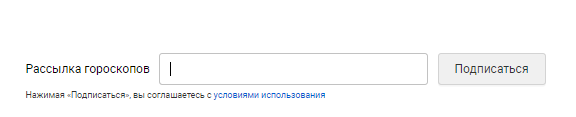 Рассылка гороскопов Подписаться
Нажимая «Подписаться», вы соглашаетесь с условиями использования